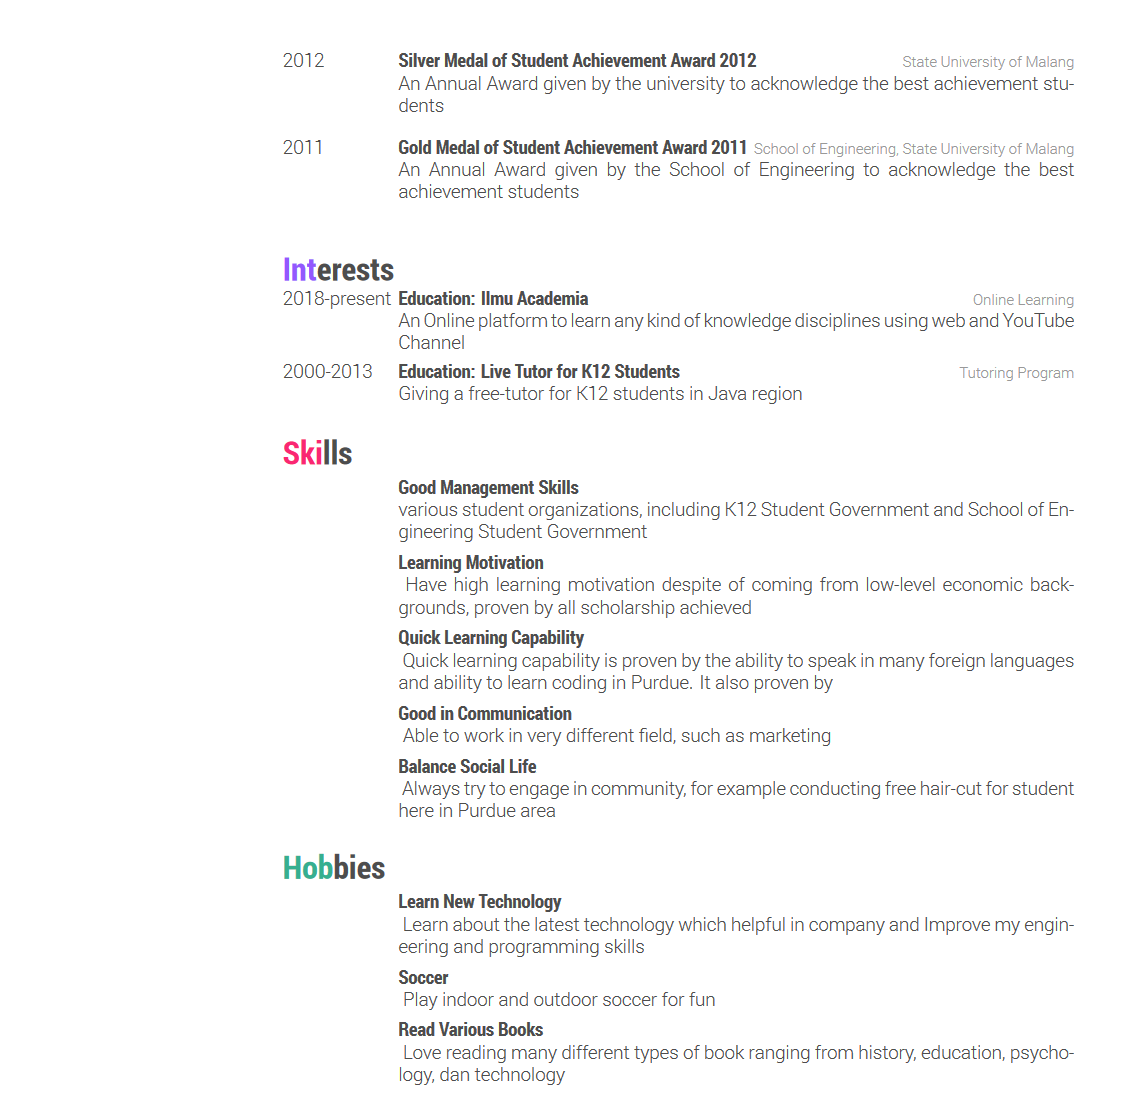 2012 Silver Medal of Student Achievement Award 2012 State University of Malang
An Annual Award given by the university to acknowledge the best achievement stu-
dents
2011 Gold Medal of Student Achievement Award 2011 School of Engineering, State University of Malang
An Annual Award given by the School of Engineering to acknowledge the best
achievement students
Interests
2018-present Education: Ilmu Academia Online Learning
An Online platform to learn any kind of knowledge disciplines using web and YouTube
Channel
2000-2013 Education: Live Tutor for K12 Students Tutoring Program
Giving a free-tutor for K12 students in Java region
Skills
Good Management Skills
various student organizations, including K12 Student Government and School of En-
gineering Student Government
Learning Motivation
Have high learning motivation despite of coming from low-level economic back-
grounds, proven by all scholarship achieved
Quick Learning Capability
Quick learning capability is proven by the ability to speak in many foreign languages
and ability to learn coding in Purdue. It also proven by
Good in Communication
Able to work in very different field, such as marketing
Balance Social Life
Always try to engage in community, for example conducting free hair-cut for student
here in Purdue area
Hobbies
Learn New Technology
Learn about the latest technology which helpful in company and Improve my engin-
eering and programming skills
Soccer
Play indoor and outdoor soccer for fun
Read Various Books
Love reading many different types of book ranging from history, education, psycho-
logy, dan technology